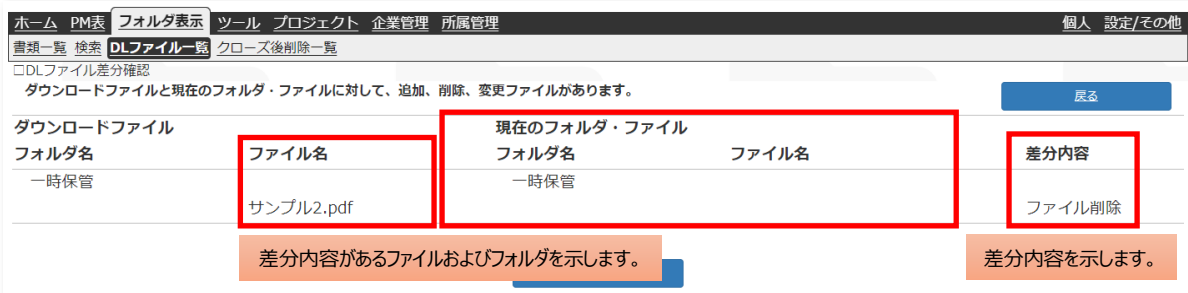 ホーム PM表 フォルダ表示 ツール プロジェクト 企業管理 所属管理 個人 設定/その他
書類一覧 検索 DLファイル一覧 クローズ後削除一覧
□DLファイル差分確認
ダウンロードファイルと現在のフォルダ・ファイルに対して、追加、削除、変更ファイルがあります。
戻る
ダウンロードファイル 現在のフォルダ・ファイル
フォルダ名 ファイル名 フォルダ名 ファイル名 差分内容
一時保管 一時保管
サンプル2.pdf ファイル削除
差分内容があるファイルおよびフォルダを示します。 差分内容を示します。